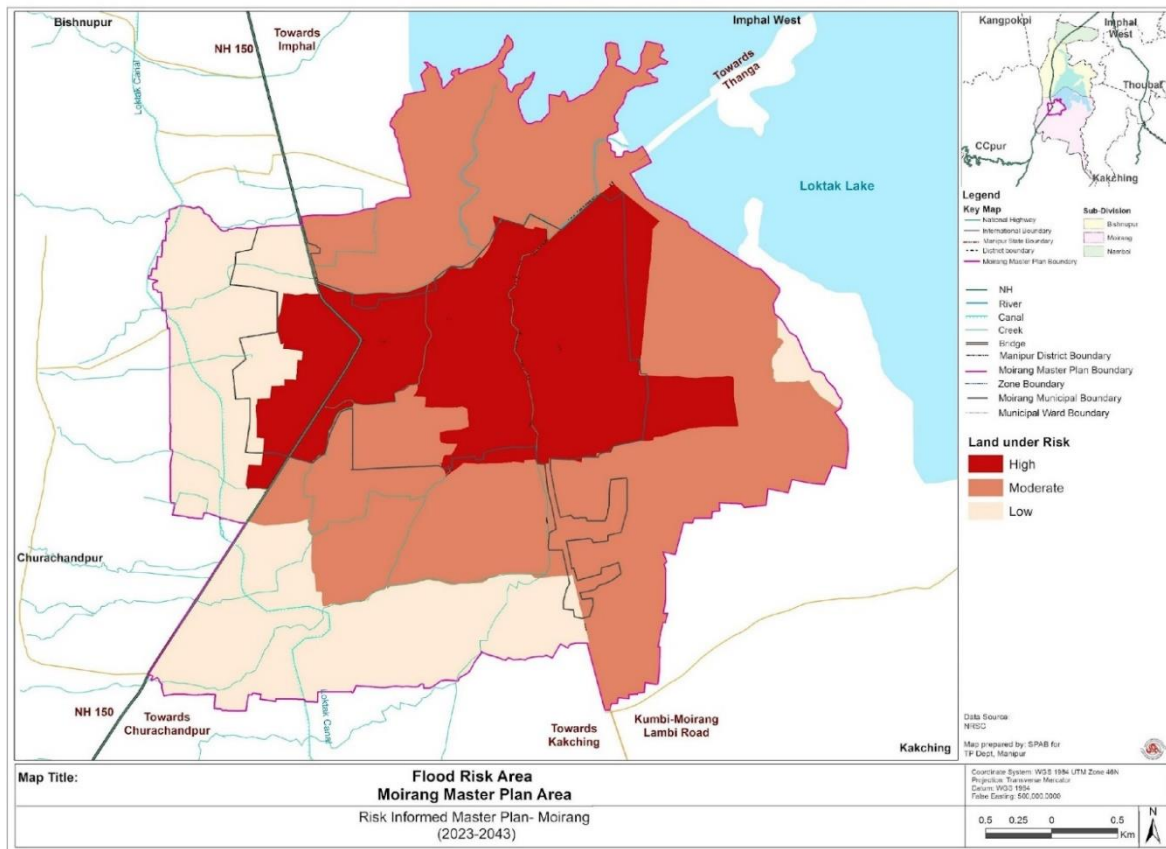 Bishnupur
NH 150
Towards
Imphal
Imphal West
Towards
Thanga
Loktak Canal
Loktak Lake
Churachandpur
NH 150
Towards
Churachandpur
Loktak Canal
Towards
Kakching
Kumbi-Moirang
Lambi Road
Kakching
Kangpokpi
Imphal
West
Thoubal
CCpur
Kakching
Legend
Key Map
National Highway
International Boundary
Manipur State Boundary
District boundary
Moirang Master Plan Boundary
Sub-Division
Bishnupur
Moirang
Nambol
NH
River
Canal
Creek
Bridge
Manipur District Boundary
Moirang Master Plan Boundary
Zone Boundary
Moirang Municipal Boundary
Municipal Ward Boundary
Land under Risk
High
Moderate
Low
Data Source:
NRSC
Map prepared by: SPAB for
TP Dept, Manipur
Map Title:
Flood Risk Area
Moirang Master Plan Area
Risk Informed Master Plan- Moirang
(2023-2043)
Coordinate System: WGS 1984 UTM Zone 46N
Projection: Transverse Mercator
Datum: WGS 1984
False Easting: 500,000.0000
0.5 0.25 0 0.5
Km
N